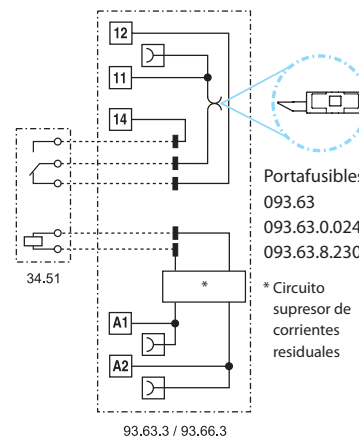 12
11
14
34.51
*
A1
A2
93.63.3 / 93.66.3
Portafusibles
093.63
093.63.0.024
093.63.8.230
* Circuito
supresor de
corrientes
residuales